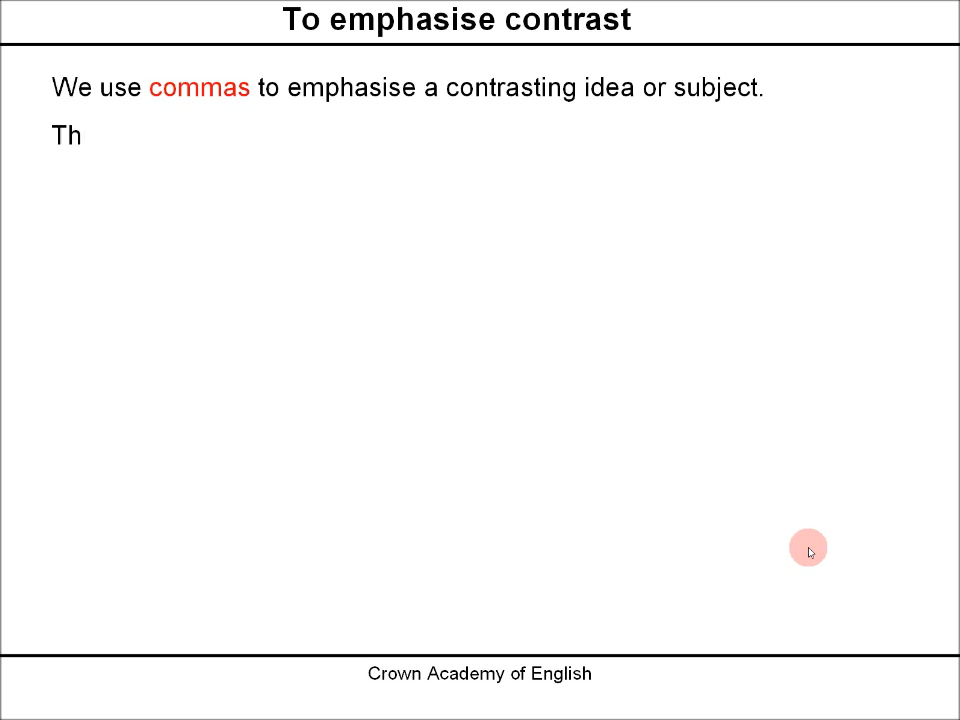 To emphasise contrast
We use commas to emphasise a contrasting idea or subject.
Th
Crown Academy of English